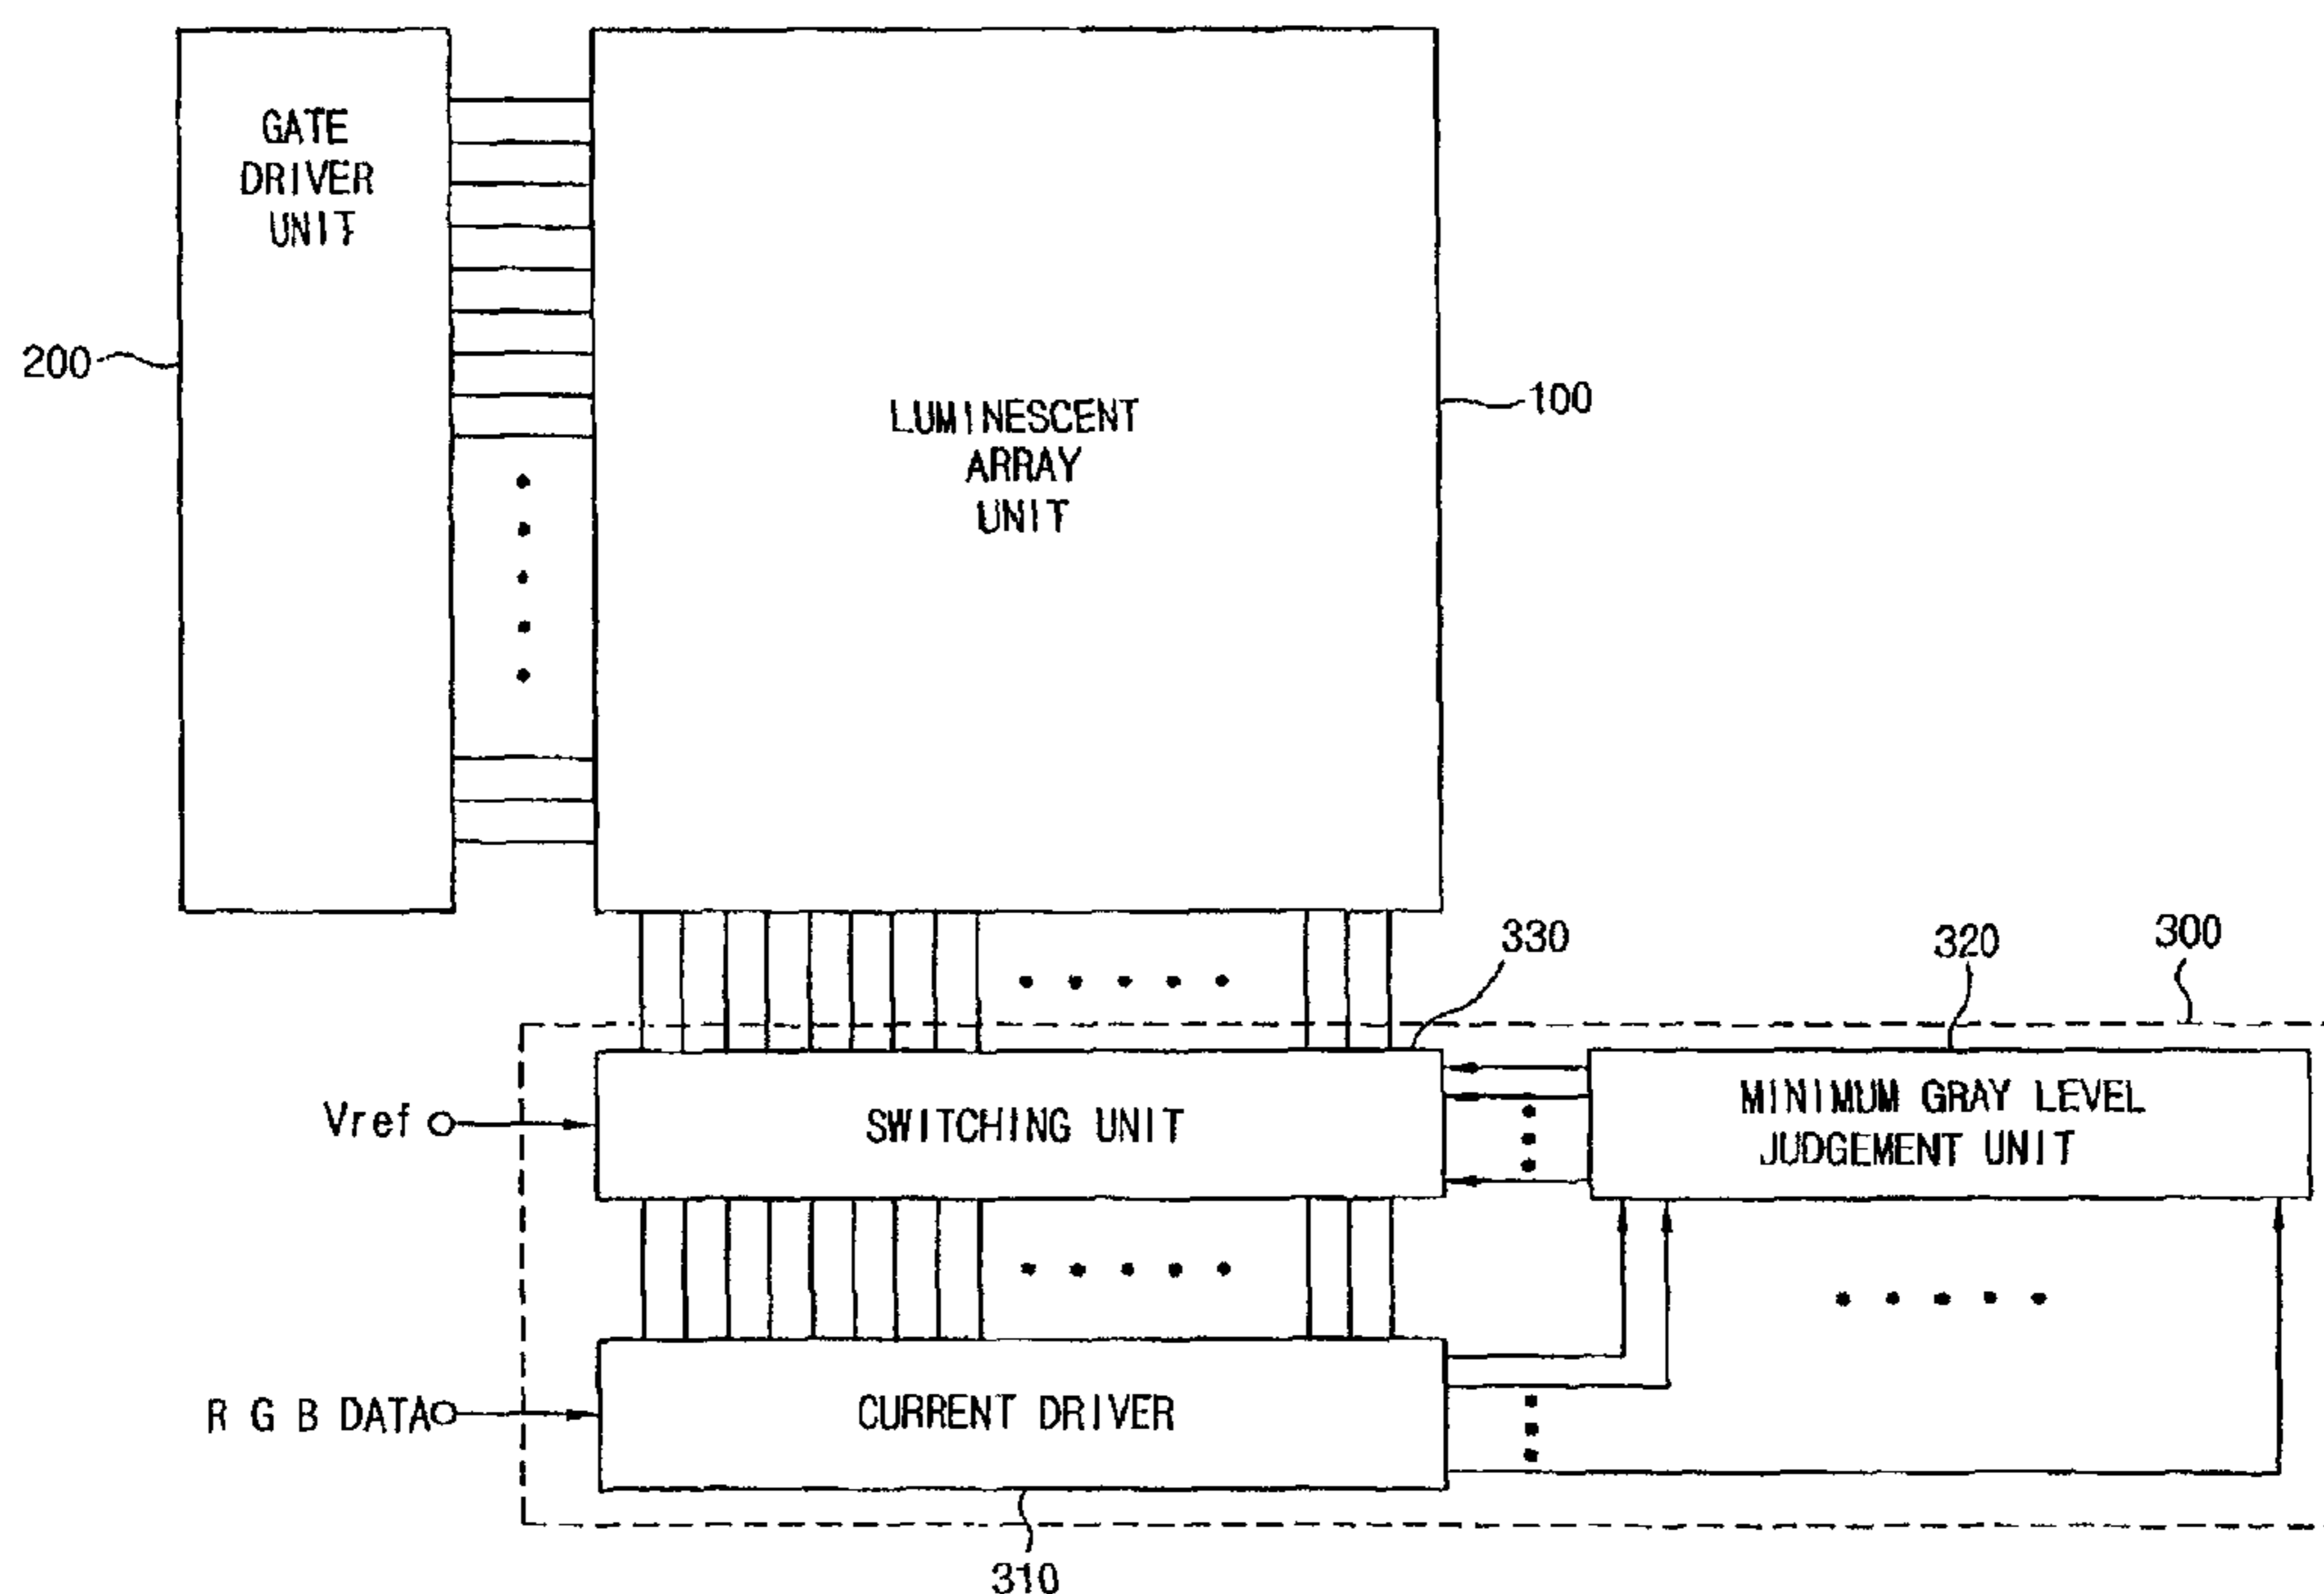 GATE
DRIVER
UNIT
200
LUMINESCENT
ARRAY
UNIT
100
330
320
300
Vref
SWITCHING UNIT
MINIMUM GRAY LEVEL
JUDGEMENT UNIT
R G B DATA
CURRENT DRIVER
310